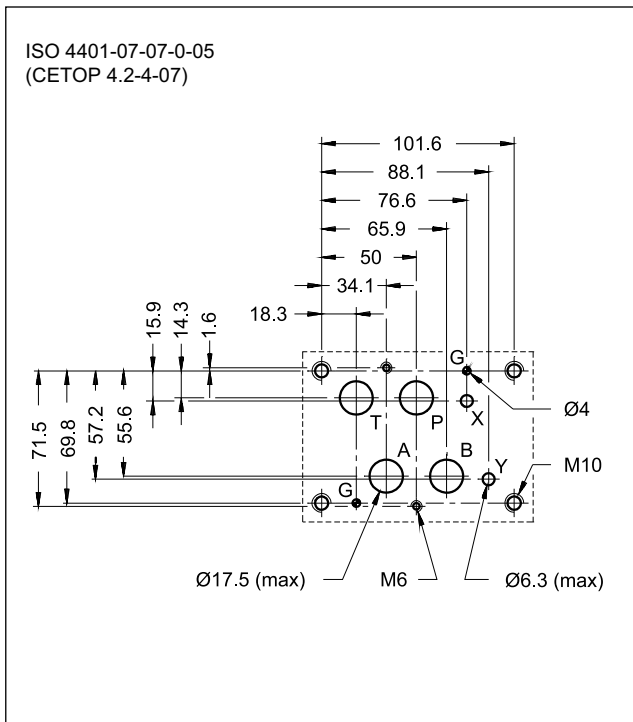 ISO 4401-07-07-0-05
(CETOP 4.2-4-07)
101.6
88.1
76.6
65.9
50
34.1
18.3
15.9
14.3
1.6
G
Ø4
T
P
X
71.5
69.8
57.2
55.6
A
B
Y
M10
G
Ø17.5 (max)
M6
Ø6.3 (max)